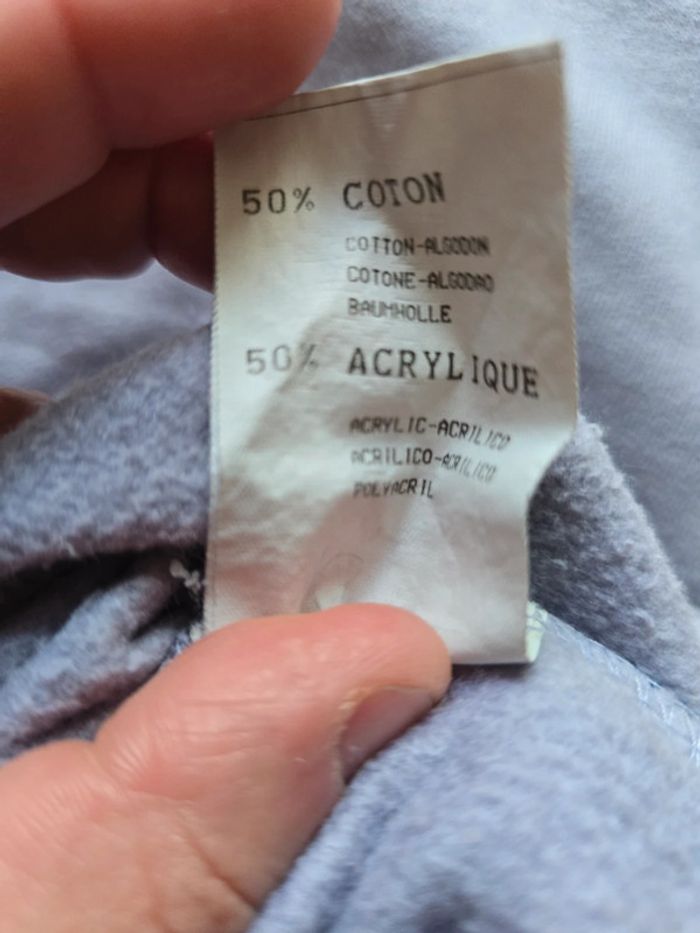 50% COTON
COTTON-ALGODON
COTONE-ALGODAO
BAUMWOLLE
50% ACRYLIQUE
ACRYLIC-ACRILICO
ACRILICO-ACRILICO
POLYACRIL